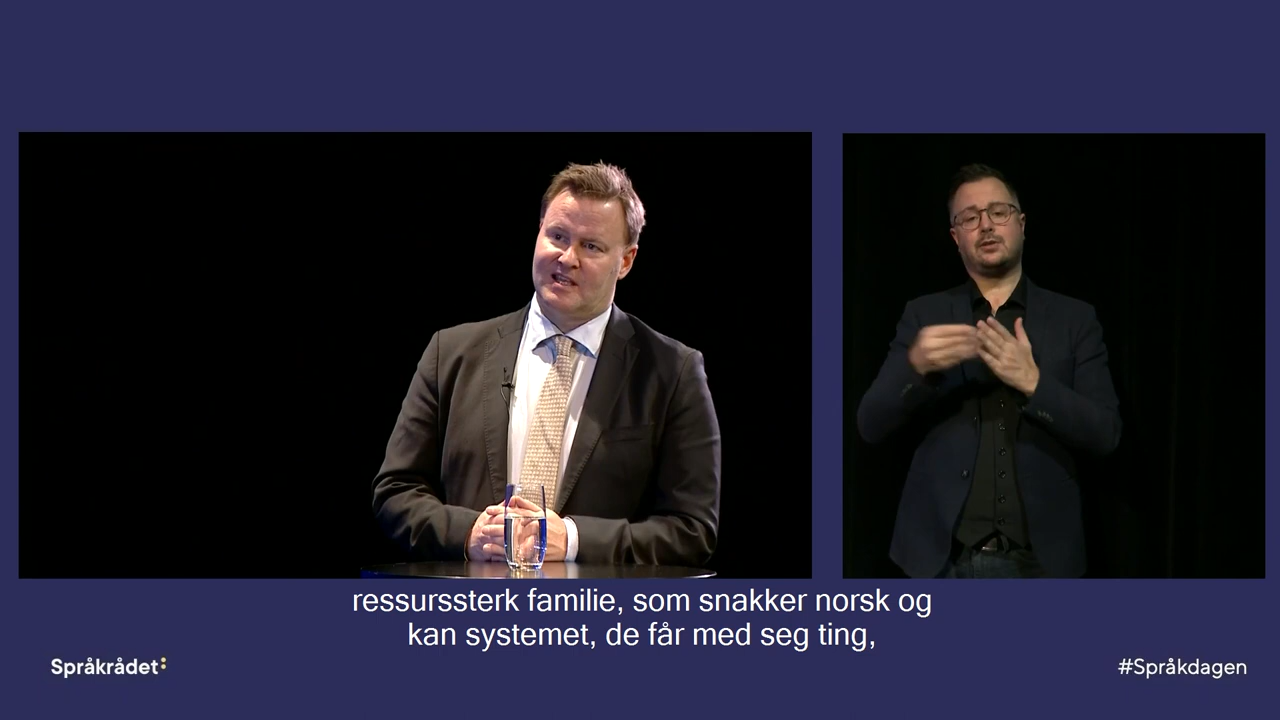 ressurssterk familie, som snakker norsk og
kan systemet, de får med seg ting,
Språkrådet:
#Språkdagen